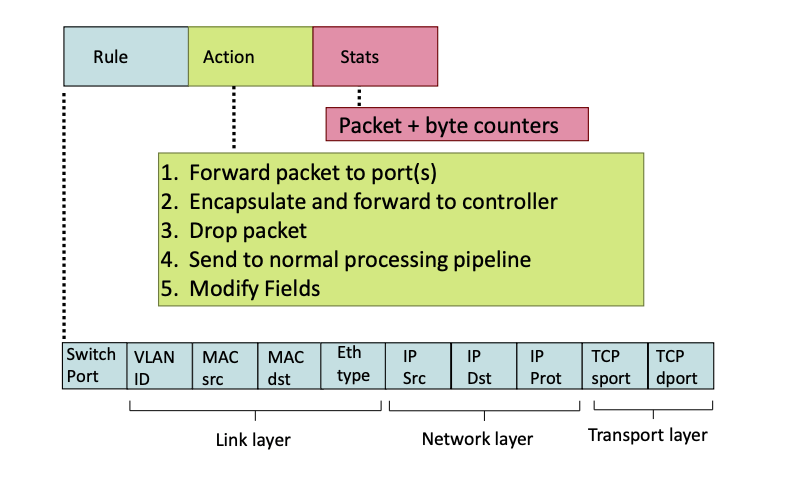 Rule
Action
Stats
Packet + byte counters
1. Forward packet to port(s)
2. Encapsulate and forward to controller
3. Drop packet
4. Send to normal processing pipeline
5. Modify Fields
Switch
Port
VLAN
ID
MAC
src
MAC
dst
Eth
type
IP
Src
IP
Dst
IP
Prot
TCP
sport
TCP
dport
Link layer
Network layer
Transport layer